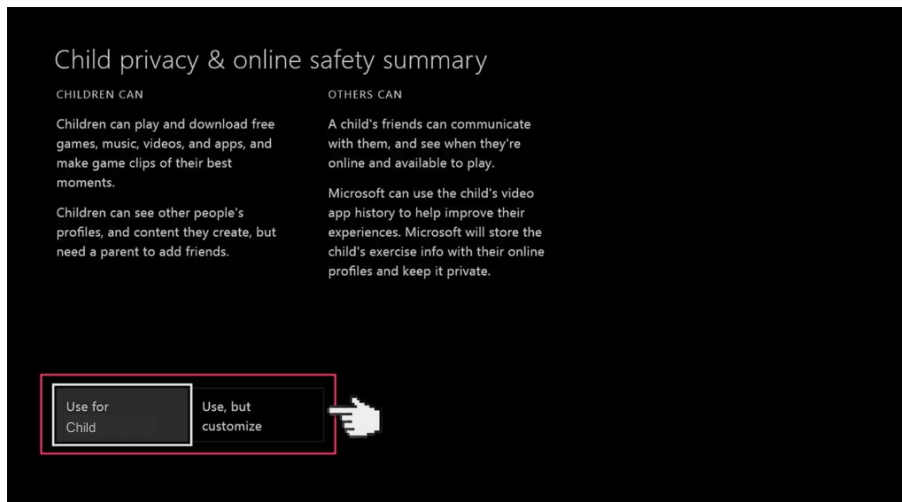 Child privacy & online safety summary
CHILDREN CAN
Children can play and download free
games, music, videos, and apps, and
make game clips of their best
moments.
Children can see other people's
profiles, and content they create, but
need a parent to add friends.
OTHERS CAN
A child's friends can communicate
with them, and see when they're
online and available to play.
Microsoft can use the child's video
app history to help improve their
experiences. Microsoft will store the
child's exercise info with their online
profiles and keep it private.
Use for
Child
Use, but
customize